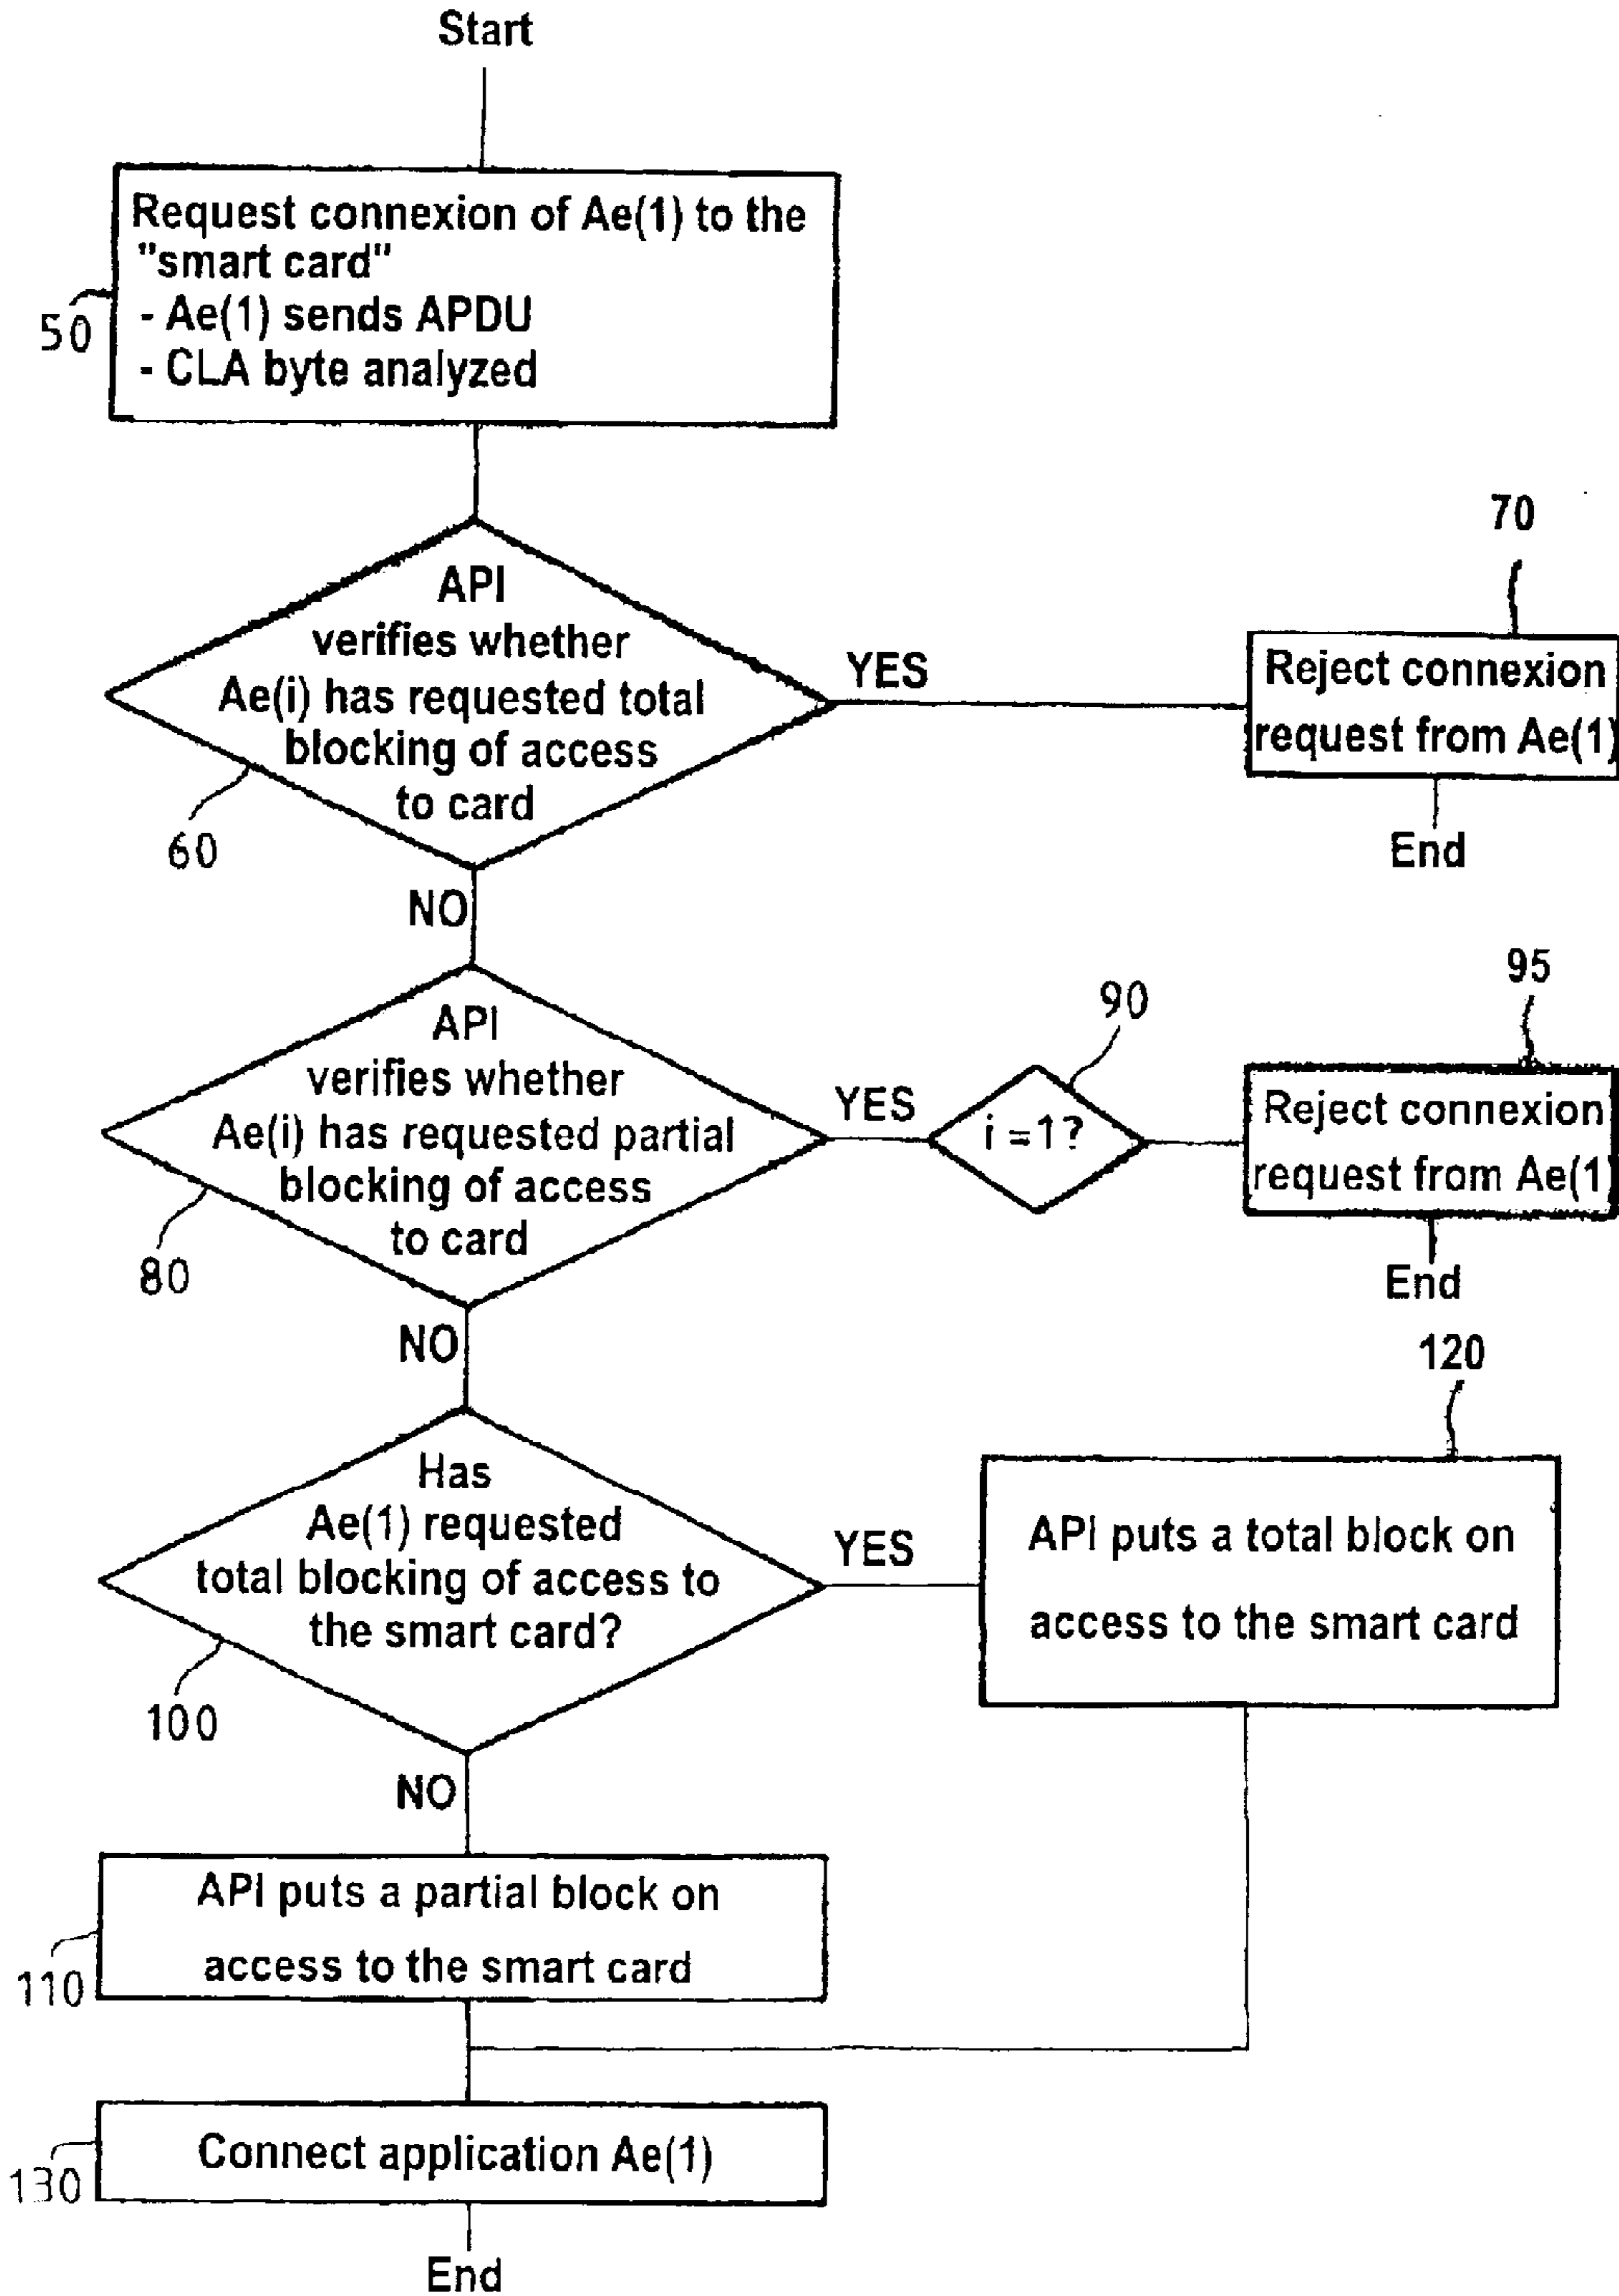 Start
Request connexion of Ae(1) to the
"smart card"
- Ae(1) sends APDU
- CLA byte analyzed
50
API
verifies whether
Ae(i) has requested total
blocking of access
to card
60
YES
70
Reject connexion
request from Ae(1)
End
NO
API
verifies whether
Ae(i) has requested partial
blocking of access
to card
80
YES
90
i =1?
95
Reject connexion
request from Ae(1)
End
NO
Has
Ae(1) requested
total blocking of access to
the smart card?
100
YES
120
API puts a total block on
access to the smart card
NO
API puts a partial block on
access to the smart card
110
Connect application Ae(1)
130
End